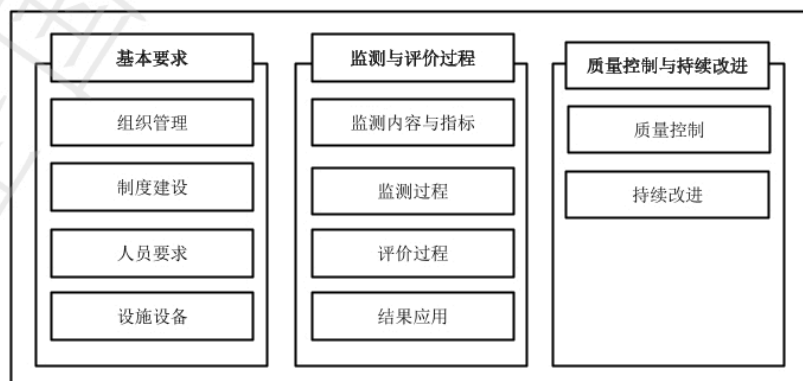 基本要求
组织管理
制度建设
人员要求
设施设备
监测与评价过程
监测内容与指标
监测过程
评价过程
结果应用
质量控制与持续改进
质量控制
持续改进